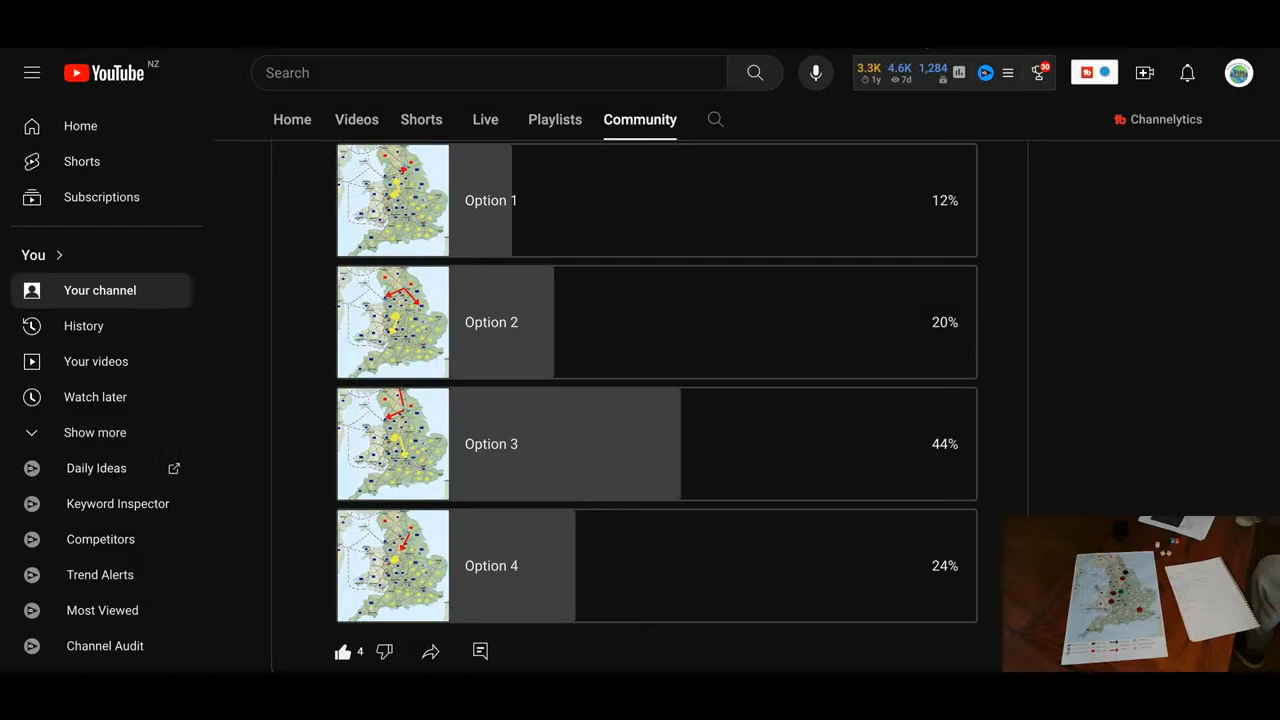 YouTube NZ
Search
3.3K 4.6K 1,284
1y 7d
30
Home Videos Shorts Live Playlists Community
Channelytics
Home
Shorts
Subscriptions
You
Your channel
History
Your videos
Watch later
Show more
Daily Ideas
Keyword Inspector
Competitors
Trend Alerts
Most Viewed
Channel Audit
Option 1 12%
Option 2 20%
Option 3 44%
Option 4 24%
4